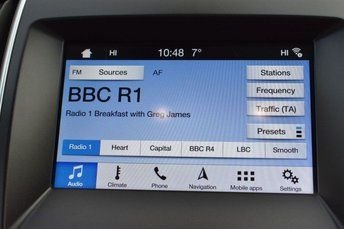 HI 10:48 7° HI
FM Sources AF Stations
BBC R1
Frequency
Radio 1 Breakfast with Greg James
Traffic (TA)
Presets
Radio 1 Heart Capital BBC R4 LBC Smooth
Audio Climate Phone Navigation Mobile apps Settings